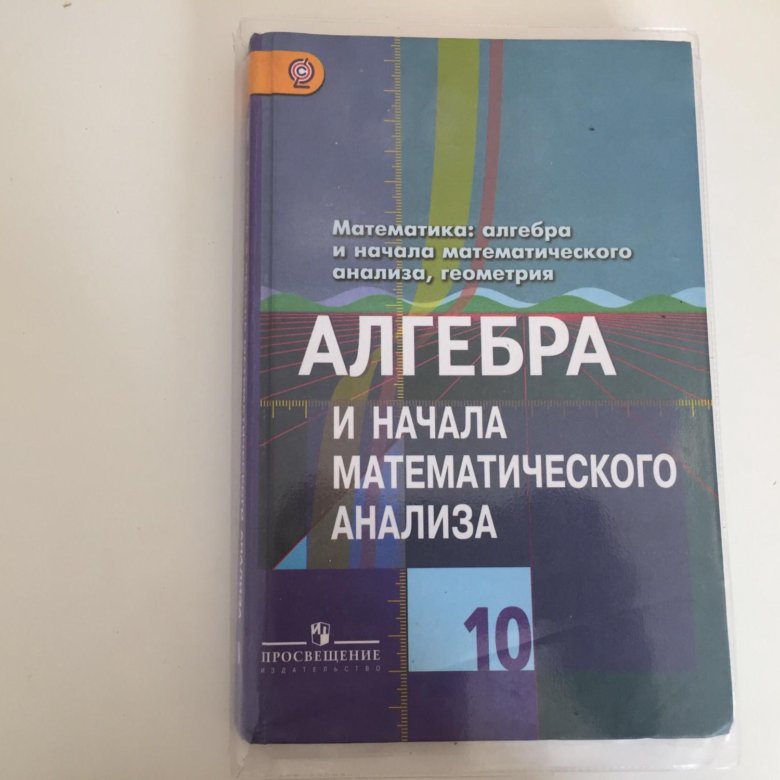 Математика: алгебра
и начала математического
анализа, геометрия
АЛГЕБРА
И НАЧАЛА
МАТЕМАТИЧЕСКОГО
АНАЛИЗА
10
ПРОСВЕЩЕНИЕ
ИЗДАТЕЛЬСТВО